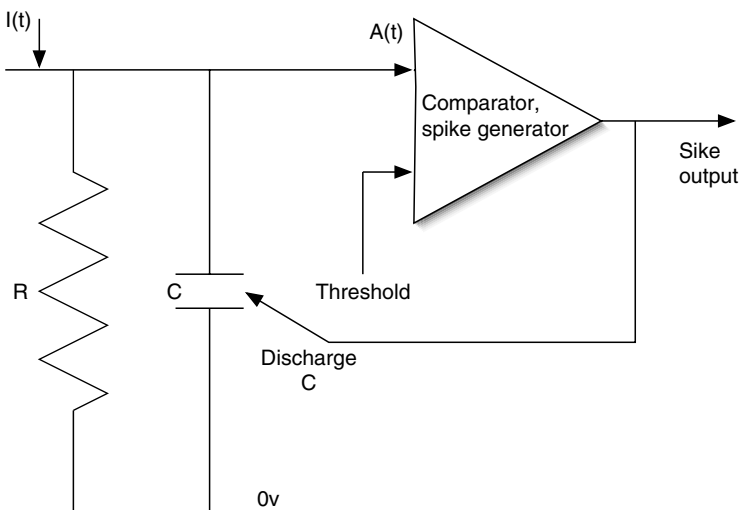 I(t)
A(t)
Comparator,
spike generator
Sike
output
R
C
Threshold
Discharge
C
0v